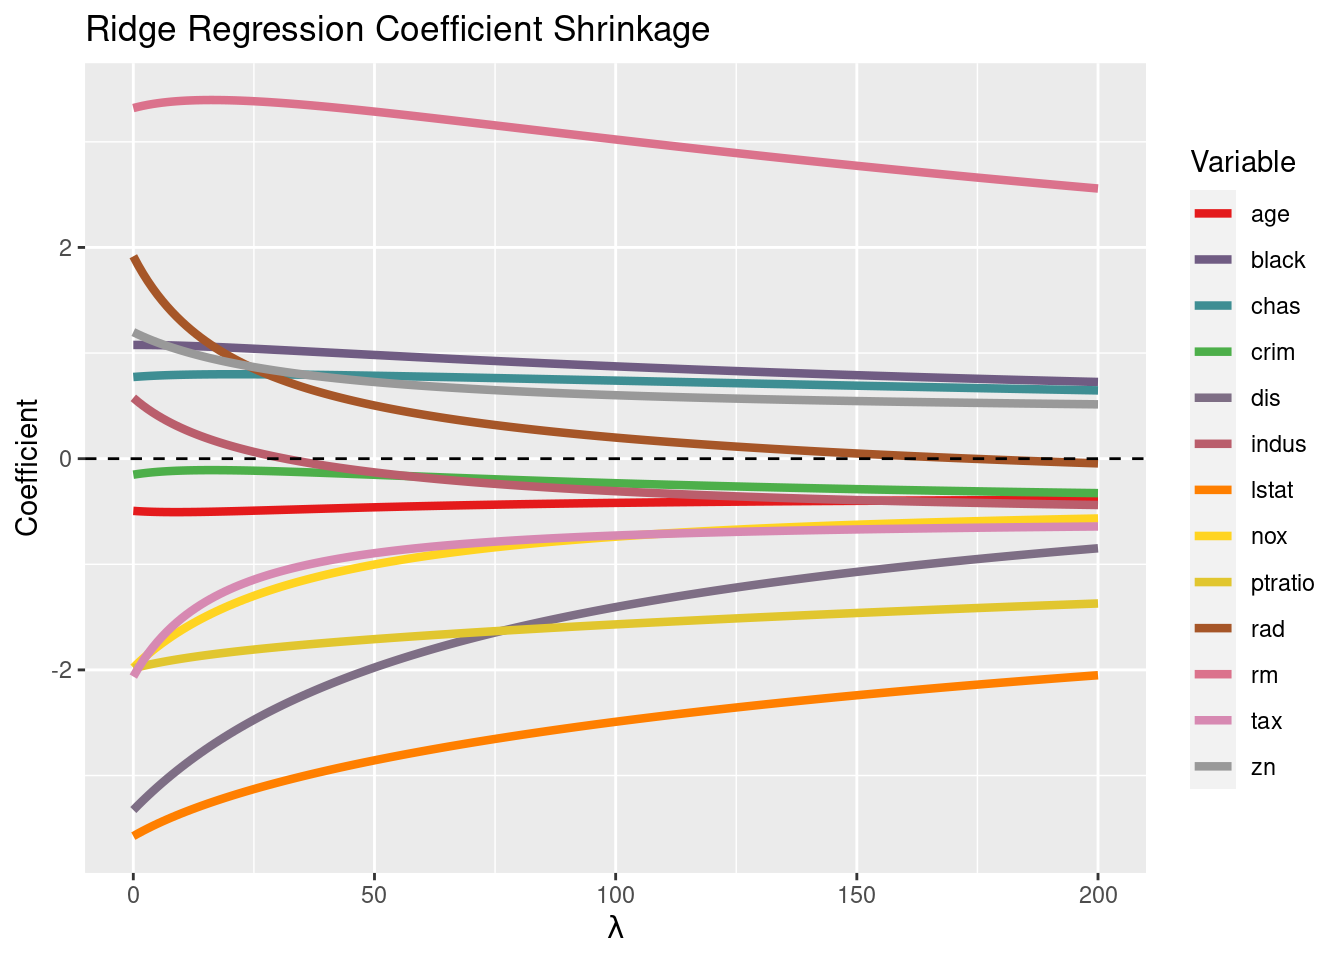 Ridge Regression Coefficient Shrinkage
Coefficient
2
0
-2
0
50
100
150
200
λ
Variable
age
black
chas
crim
dis
indus
lstat
nox
ptratio
rad
rm
tax
zn